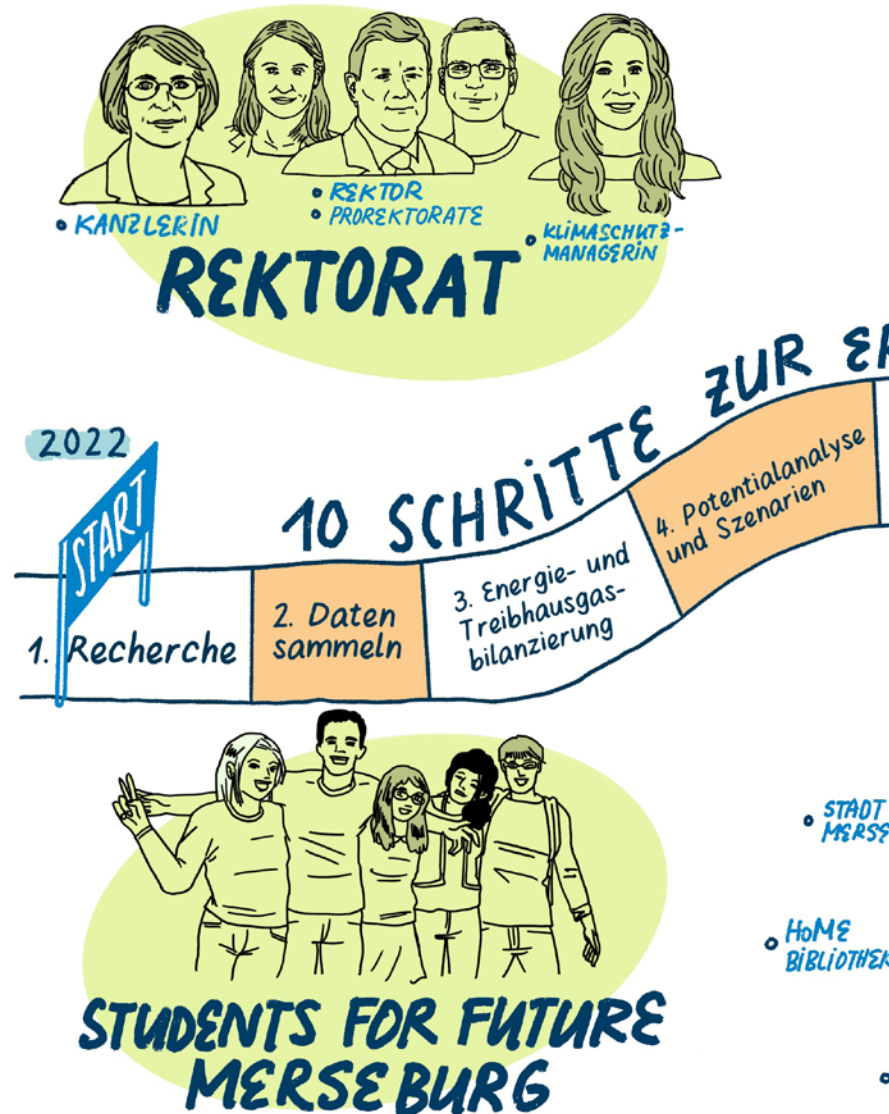 • KANZLERIN
• REKTOR
• PROREKTORATE
• KLIMASCHUTZ-
MANAGERIN
REKTORAT
10 SCHRITTE ZUR
2022
START
1. Recherche
2. Daten
sammeln
3. Energie- und
Treibhausgas-
bilanzierung
4. Potentialanalyse
und Szenarien
• STADT
• HoME
STUDENTS FOR FUTURE
MERSEBURG